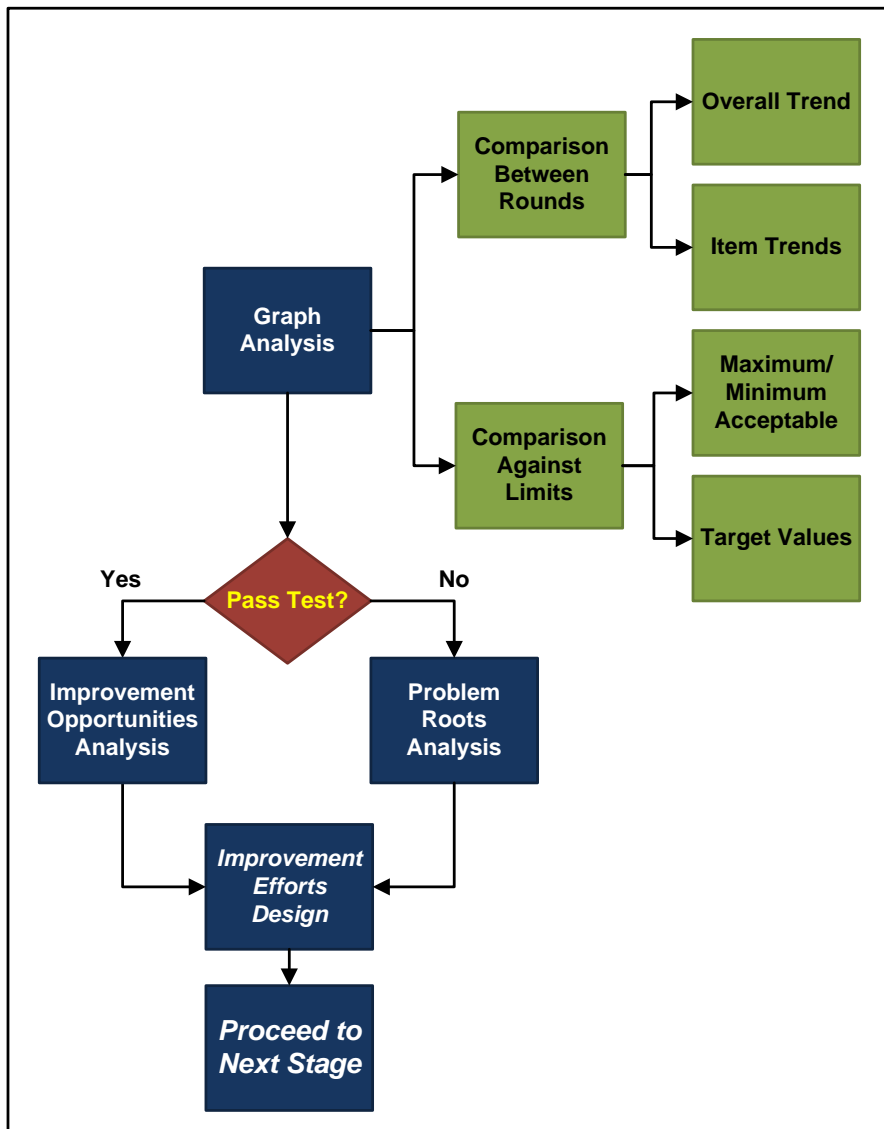 Overall Trend
Comparison
Between
Rounds
Item Trends
Graph
Analysis
Maximum/
Minimum
Acceptable
Comparison
Against
Limits
Target Values
Yes
No
Pass Test?
Improvement
Opportunities
Analysis
Problem
Roots
Analysis
Improvement
Efforts
Design
Proceed to
Next Stage